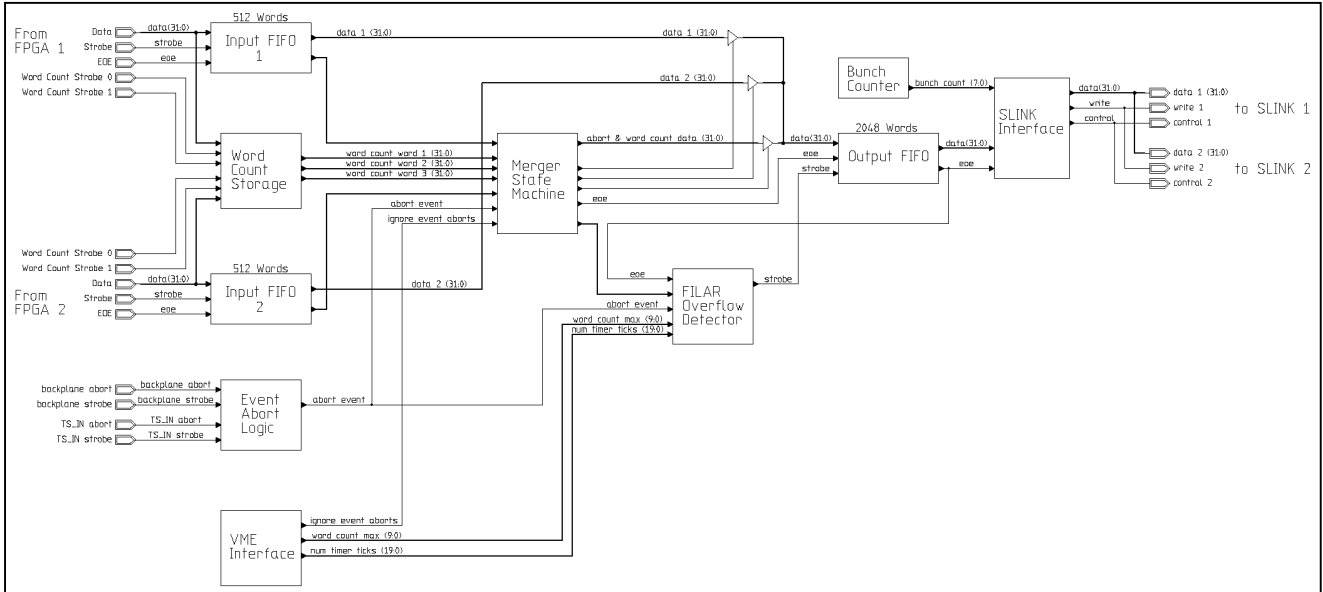 From
FPGA 1
Data
Strobe
EOE
Word Count Strobe 0
Word Count Strobe 1
data(31:0)
strobe
eoe
512 Words
Input FIFO
1
data 1 (31:0)
data 1 (31:0)
data 2 (31:0)
Word
Count
Storage
word count word 1 (31:0)
word count word 2 (31:0)
word count word 3 (31:0)
abort event
ignore event aborts
Merger
State
Machine
abort & word count data (31:0)
eoe
data(31:0)
eoe
strobe
2048 Words
Output FIFO
data(31:0)
eoe
Bunch
Counter
bunch count (7:0)
SLINK
Interface
data(31:0)
write
control
data 1 (31:0)
write 1
control 1
to SLINK 1
data 2 (31:0)
write 2
control 2
to SLINK 2
Word Count Strobe 0
Word Count Strobe 1
Data
Strobe
EOE
From
FPGA 2
data(31:0)
strobe
eoe
512 Words
Input FIFO
2
data 2 (31:0)
eoe
abort event
word count max (9:0)
num timer ticks (19:0)
FILAR
Overflow
Detector
strobe
backplane abort
backplane strobe
TS_IN abort
TS_IN strobe
backplane abort
backplane strobe
TS_IN abort
TS_IN strobe
Event
Abort
Logic
abort event
VME
Interface
ignore event aborts
word count max (9:0)
num timer ticks (19:0)